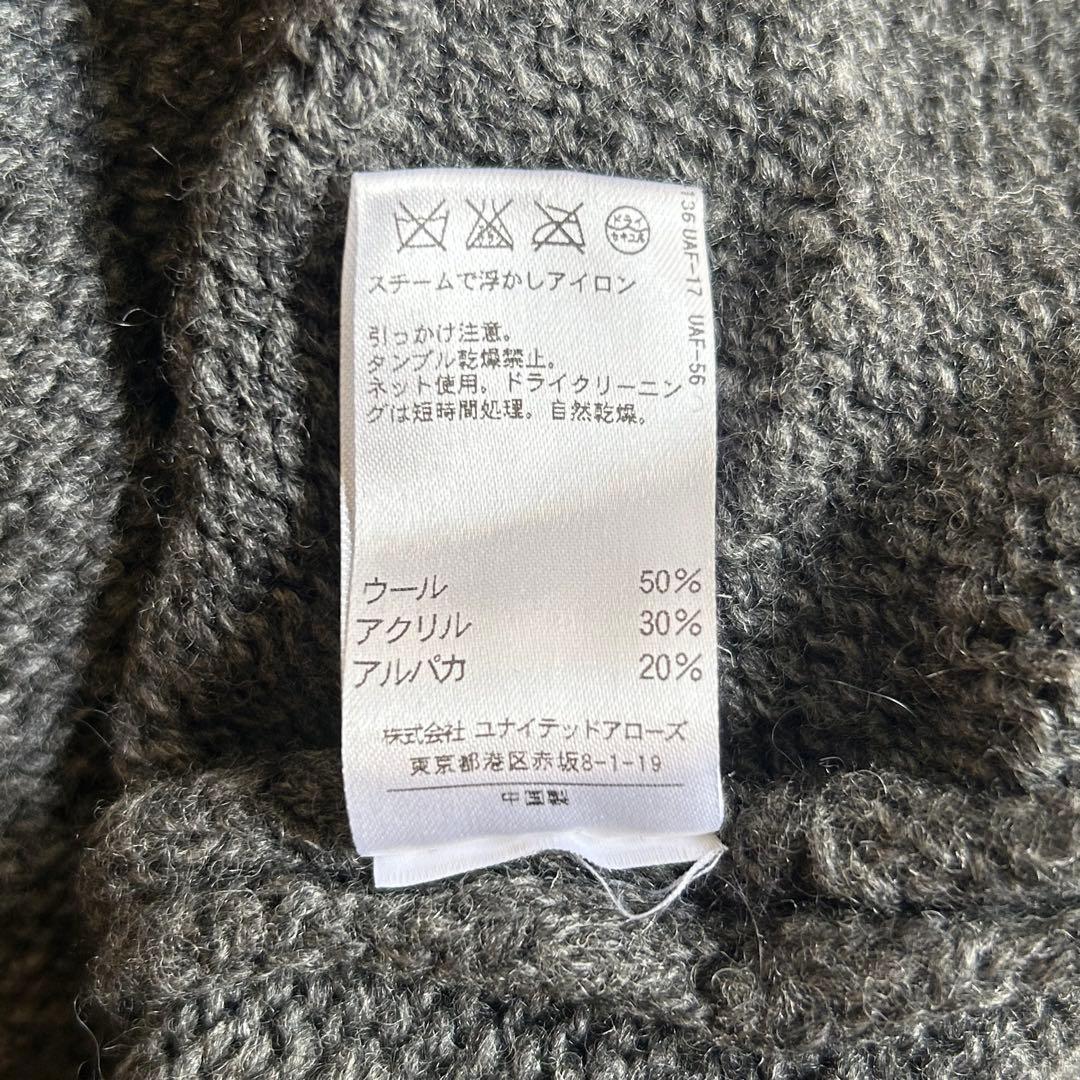 ドライ
セキユ系
スチームで浮かしアイロン
引っかけ注意。
タンブル乾燥禁止。
ネット使用。ドライクリーニン
グは短時間処理。自然乾燥。
ウール 50%
アクリル 30%
アルパカ 20%
株式会社 ユナイテッドアローズ
東京都港区赤坂8-1-19
中国製
136 UAF-17 UAF-56